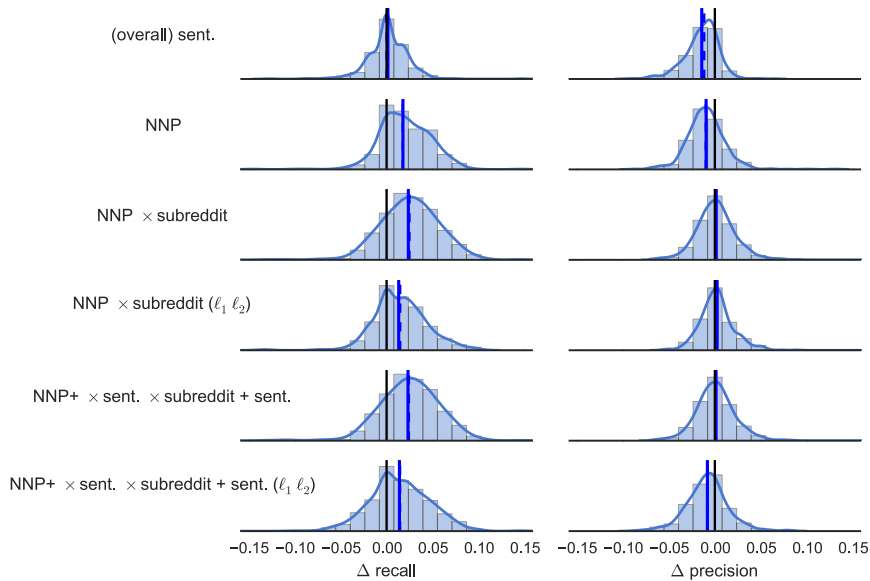 (overall) sent.
NNP
NNP × subreddit
NNP × subreddit (ℓ₁ ℓ₂)
NNP+ × sent. × subreddit + sent.
NNP+ × sent. × subreddit + sent. (ℓ₁ ℓ₂)
−0.15 −0.10 −0.05 0.00 0.05 0.10 0.15 −0.15 −0.10 −0.05 0.00 0.05 0.10 0.15
Δ recall Δ precision